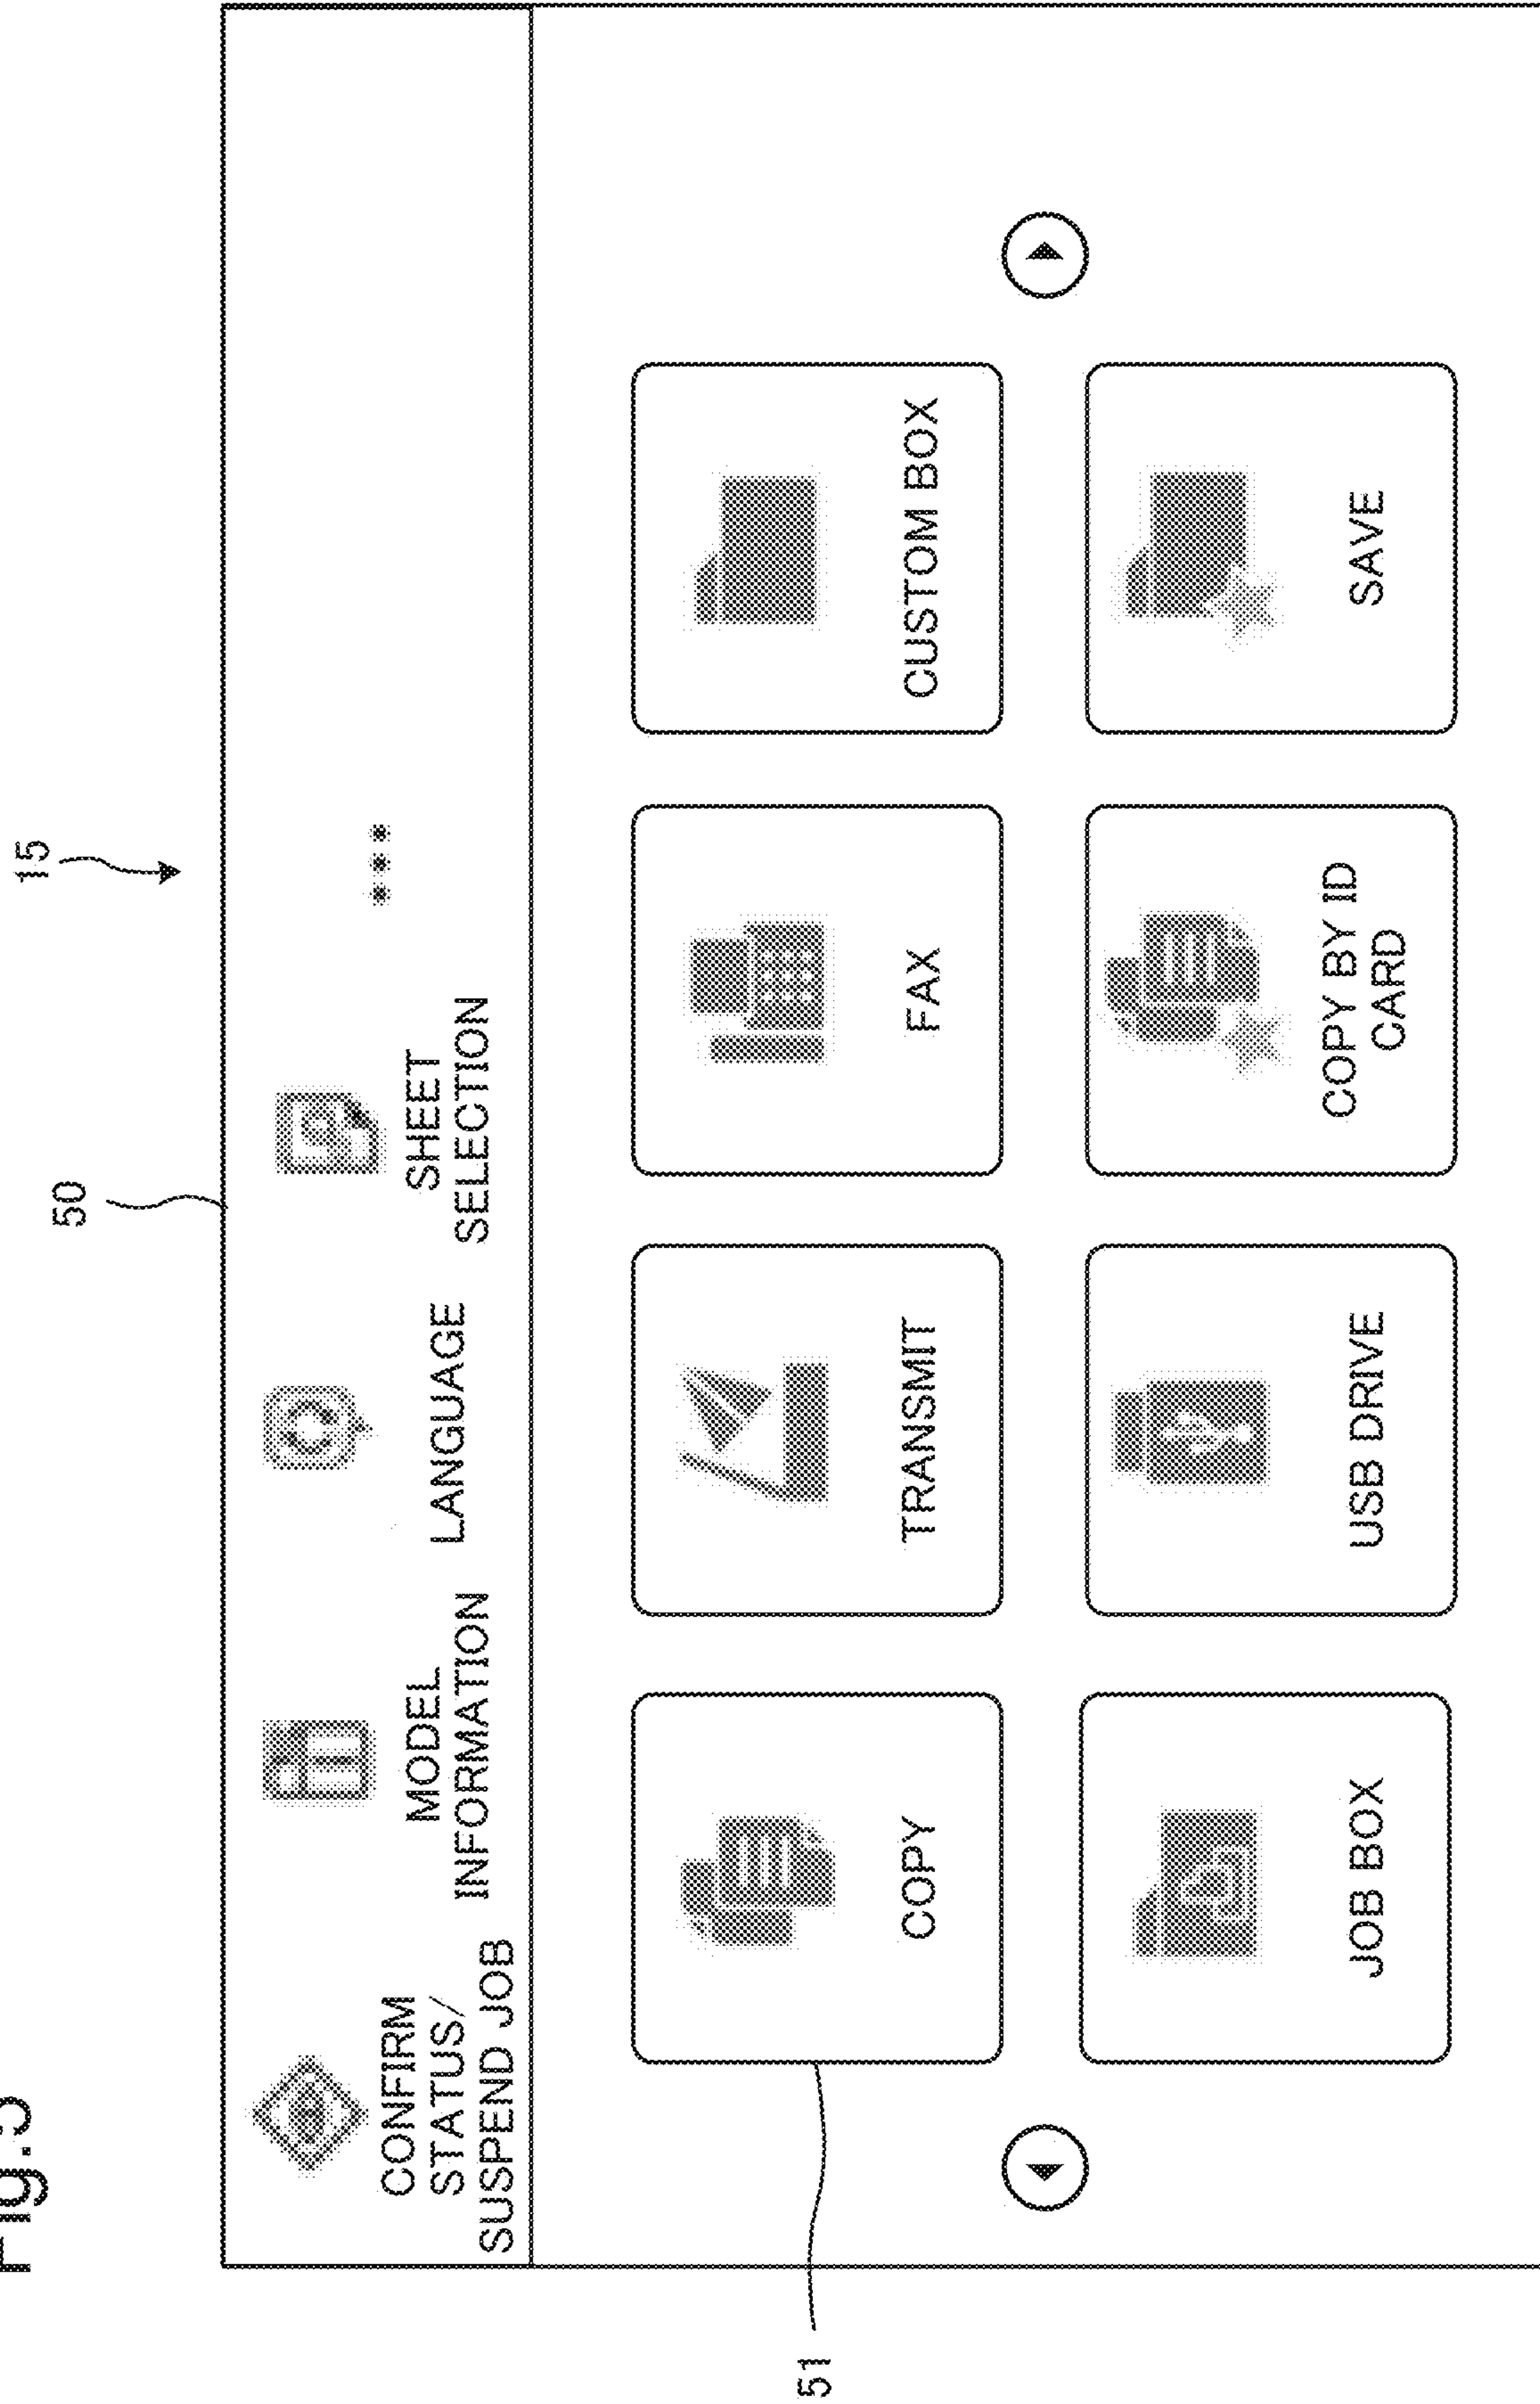 Fig.5
15
50
CONFIRM
STATUS/
SUSPEND JOB
MODEL
INFORMATION
LANGUAGE
SHEET
SELECTION
...
COPY
TRANSMIT
FAX
CUSTOM BOX
JOB BOX
USB DRIVE
COPY BY ID
CARD
SAVE
51